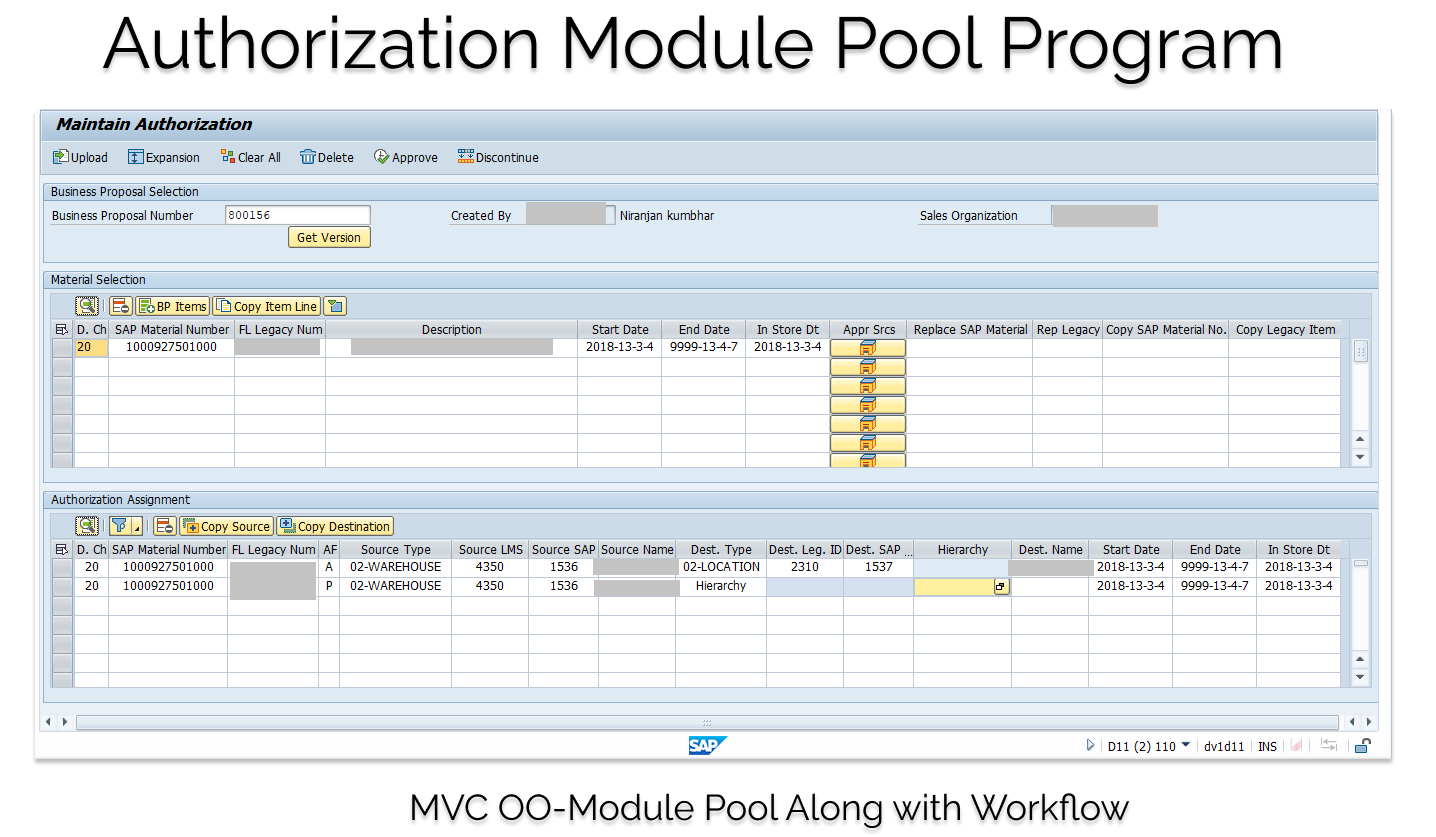 Authorization Module Pool Program
Maintain Authorization
Upload Expansion Clear All Delete Approve Discontinue
Business Proposal Selection
Business Proposal Number 800156 Created By Niranjan kumbhar Sales Organization
Get Version
Material Selection
BP Items Copy Item Line
D. Ch SAP Material Number FL Legacy Num Description Start Date End Date In Store Dt Appr Srcs Replace SAP Material Rep Legacy Copy SAP Material No. Copy Legacy Item
20 1000927501000 2018-13-3-4 9999-13-4-7 2018-13-3-4
Authorization Assignment
Copy Source Copy Destination
D. Ch SAP Material Number FL Legacy Num AF Source Type Source LMS Source SAP Source Name Dest. Type Dest. Leg. ID Dest. SAP ... Hierarchy Dest. Name Start Date End Date In Store Dt
20 1000927501000 A 02-WAREHOUSE 4350 1536 02-LOCATION 2310 1537 2018-13-3-4 9999-13-4-7 2018-13-3-4
20 1000927501000 P 02-WAREHOUSE 4350 1536 Hierarchy 2018-13-3-4 9999-13-4-7 2018-13-3-4
SAP D11 (2) 110 dv1d11 INS
MVC OO-Module Pool Along with Workflow